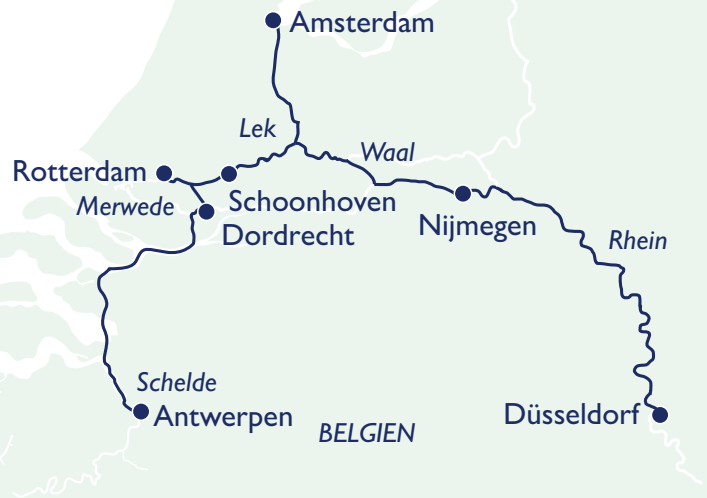 Amsterdam
Lek
Waal
Rotterdam
Merwede
Schoonhoven
Dordrecht
Nijmegen
Rhein
Schelde
Antwerpen
BELGIEN
Düsseldorf